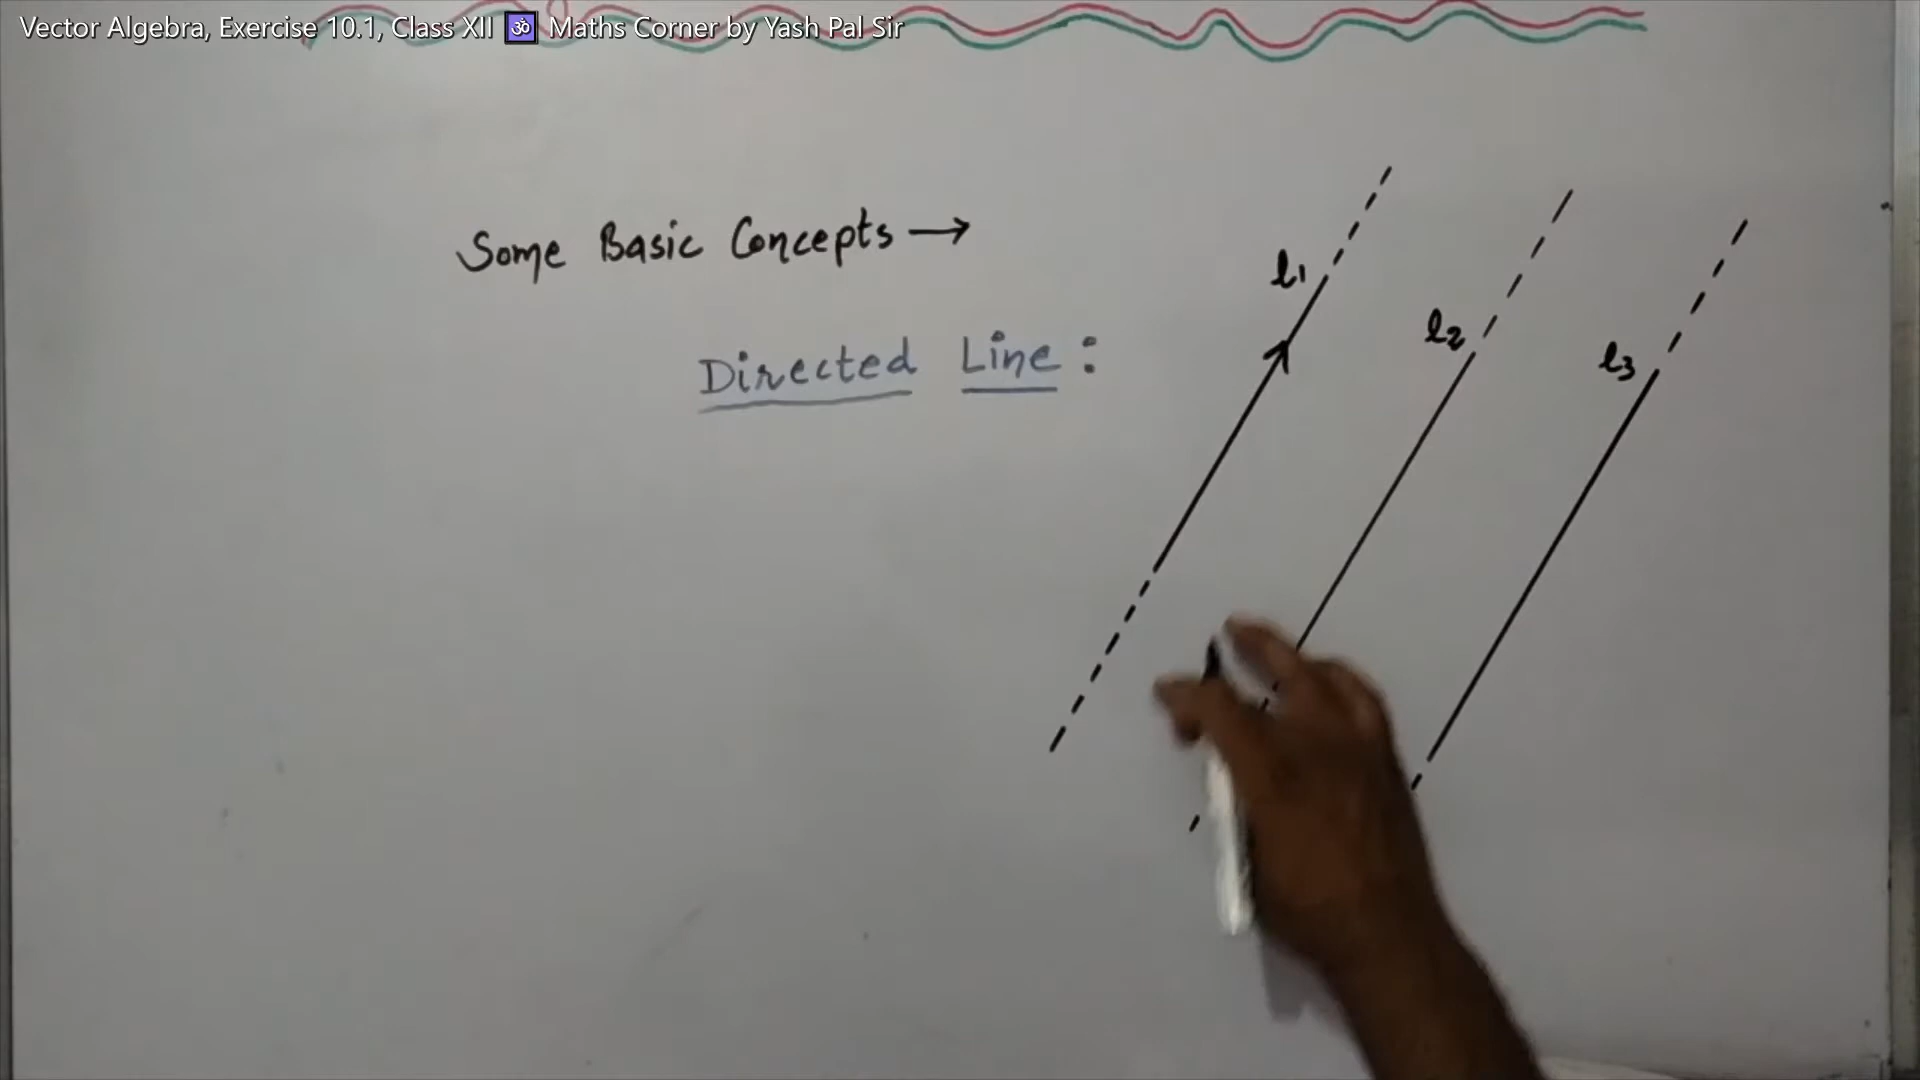 Vector Algebra, Exercise 10.1, Class XII 🕉 Maths Corner by Yash Pal Sir
Some Basic Concepts →
Directed Line :
l1
l2
l3